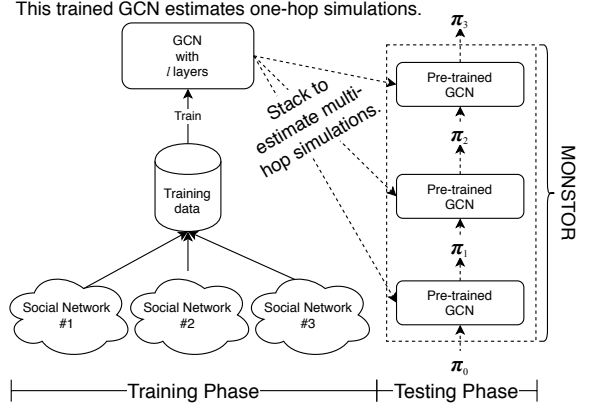 This trained GCN estimates one-hop simulations.
GCN
with
l layers
Train
Training
data
Social Network
#1
Social Network
#2
Social Network
#3
Stack to
estimate multi-
hop simulations.
π3
Pre-trained
GCN
π2
Pre-trained
GCN
π1
Pre-trained
GCN
π0
MONSTOR
Training Phase
Testing Phase